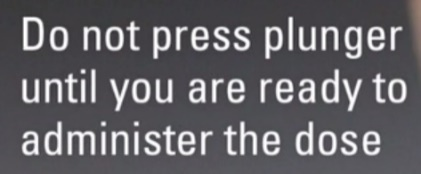 Do not press plunger
until you are ready to
administer the dose